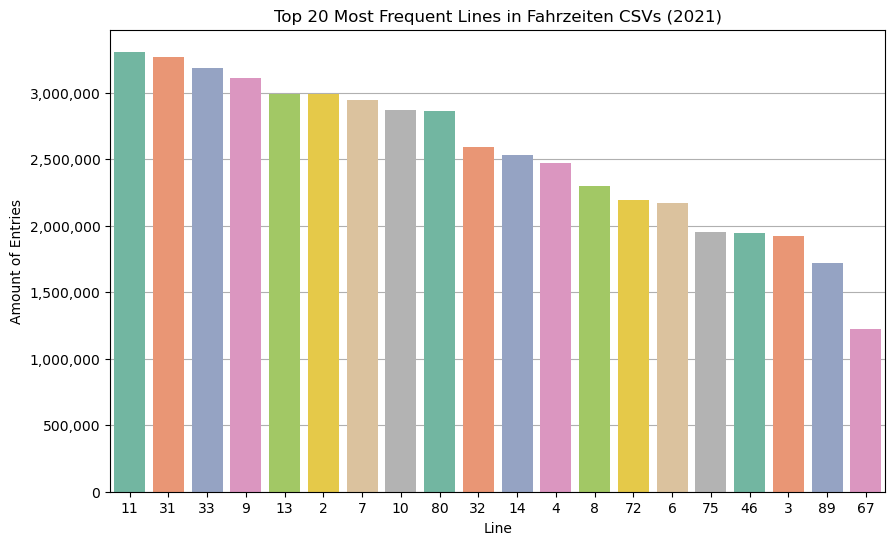 Top 20 Most Frequent Lines in Fahrzeiten CSVs (2021)
Amount of Entries
3,000,000
2,500,000
2,000,000
1,500,000
1,000,000
500,000
0
11 31 33 9 13 2 7 10 80 32 14 4 8 72 6 75 46 3 89 67
Line